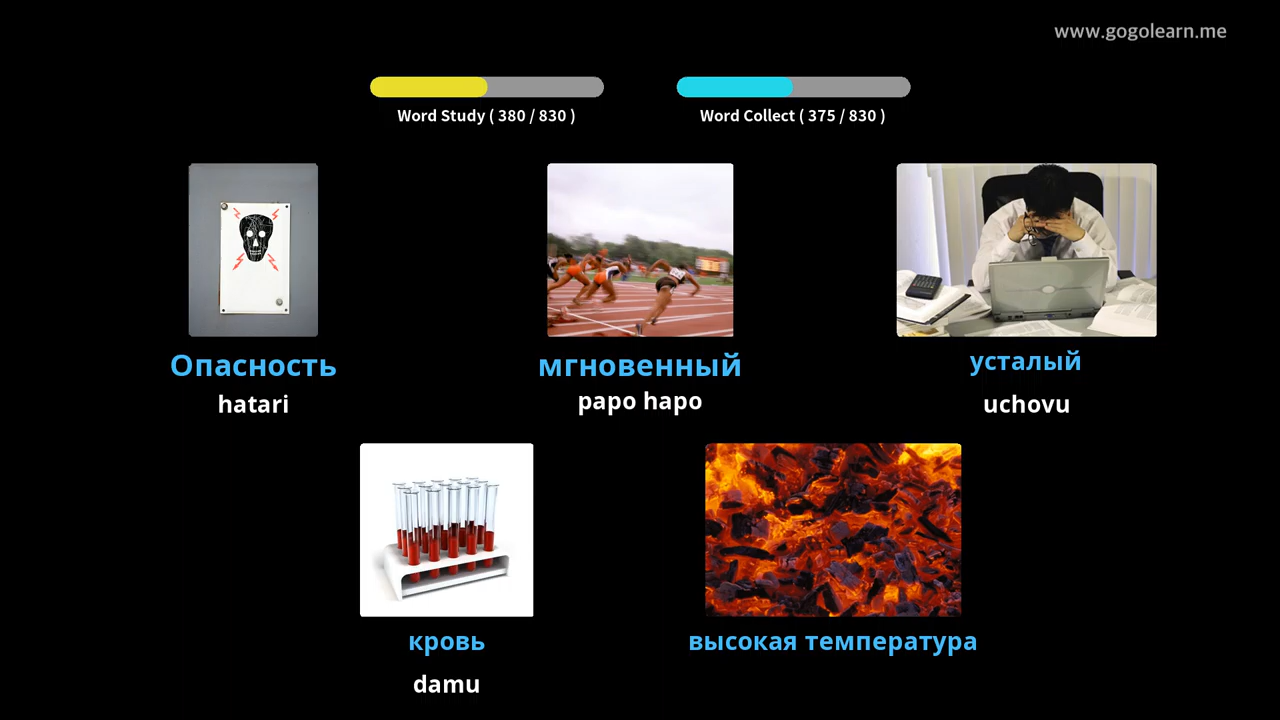 www.gogolearn.me
Word Study ( 380 / 830 )
Word Collect ( 375 / 830 )
Опасность
hatari
мгновенный
papo hapo
усталый
uchovu
кровь
damu
высокая температура